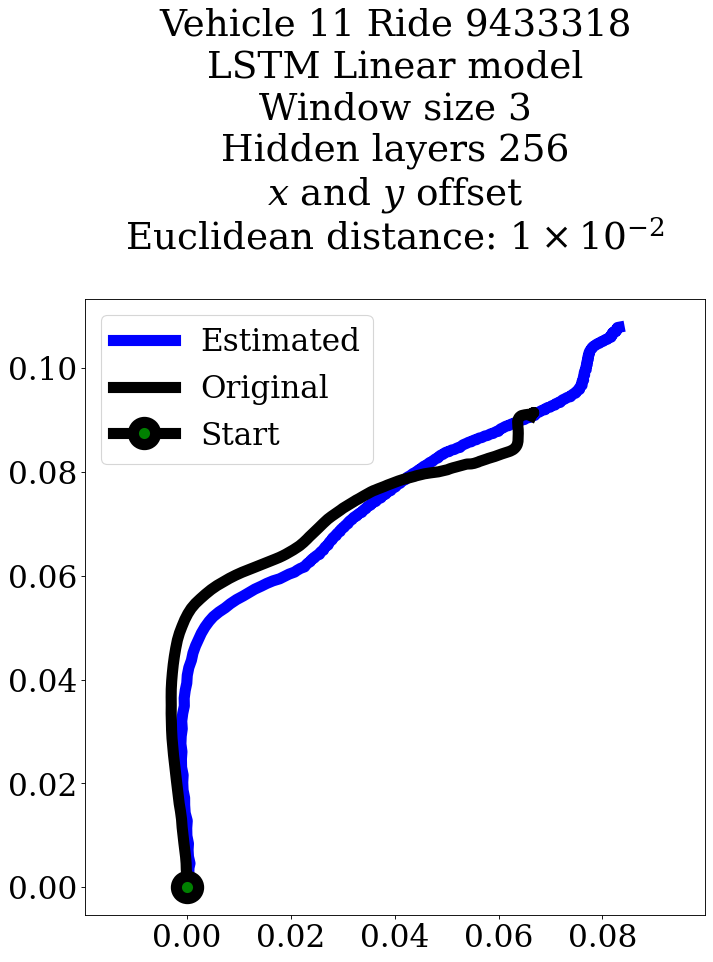 Vehicle 11 Ride 9433318
LSTM Linear model
Window size 3
Hidden layers 256
x and y offset
Euclidean distance: 1 × 10⁻²
Estimated
Original
Start
0.10
0.08
0.06
0.04
0.02
0.00
0.00 0.02 0.04 0.06 0.08